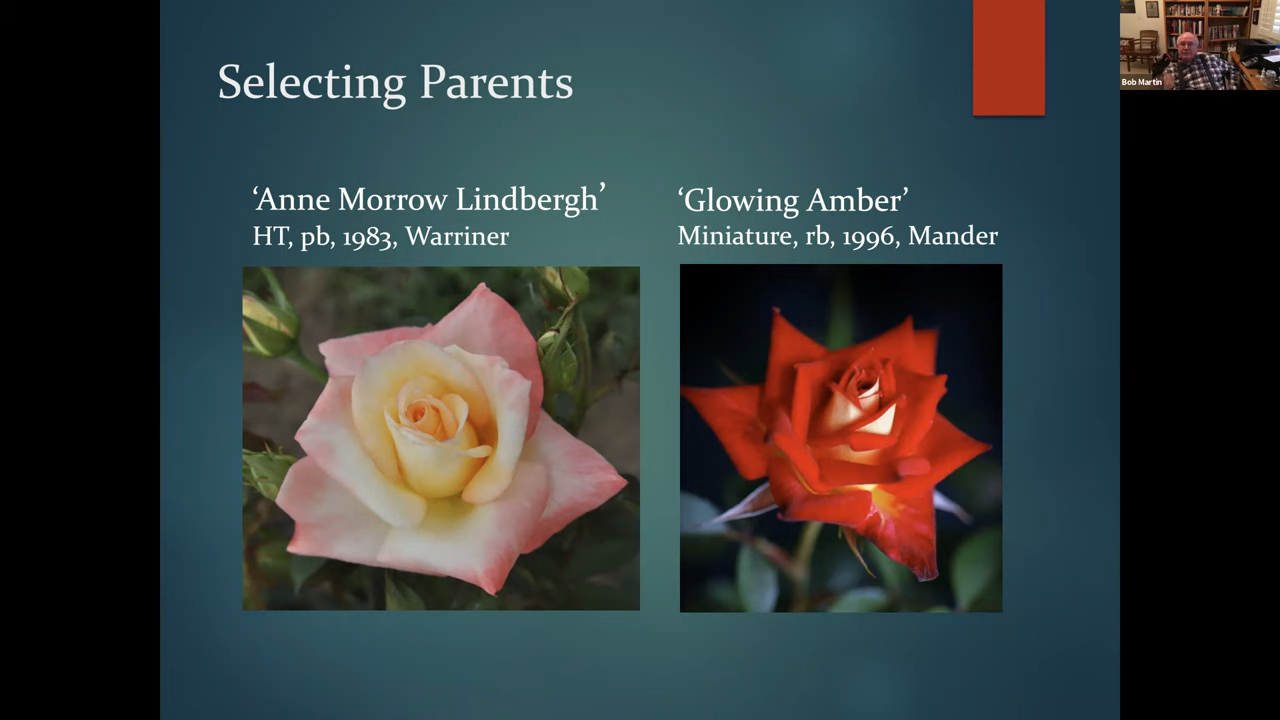 Selecting Parents
‘Anne Morrow Lindbergh’
HT, pb, 1983, Warriner
‘Glowing Amber’
Miniature, rb, 1996, Mander
Bob Martin